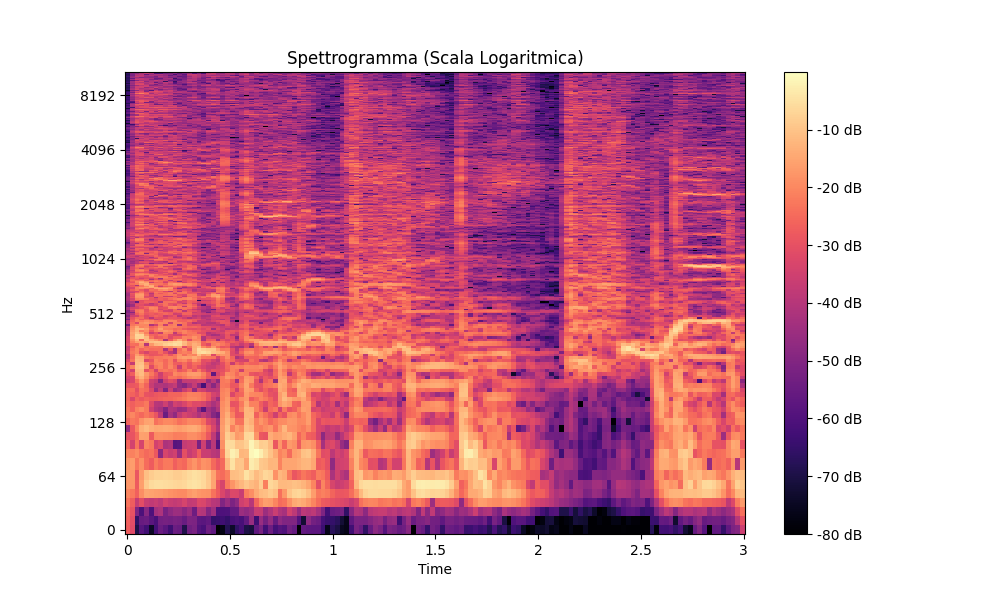 Spettrogramma (Scala Logaritmica)
Hz
8192
4096
2048
1024
512
256
128
64
0
0 0.5 1 1.5 2 2.5 3
Time
-10 dB
-20 dB
-30 dB
-40 dB
-50 dB
-60 dB
-70 dB
-80 dB